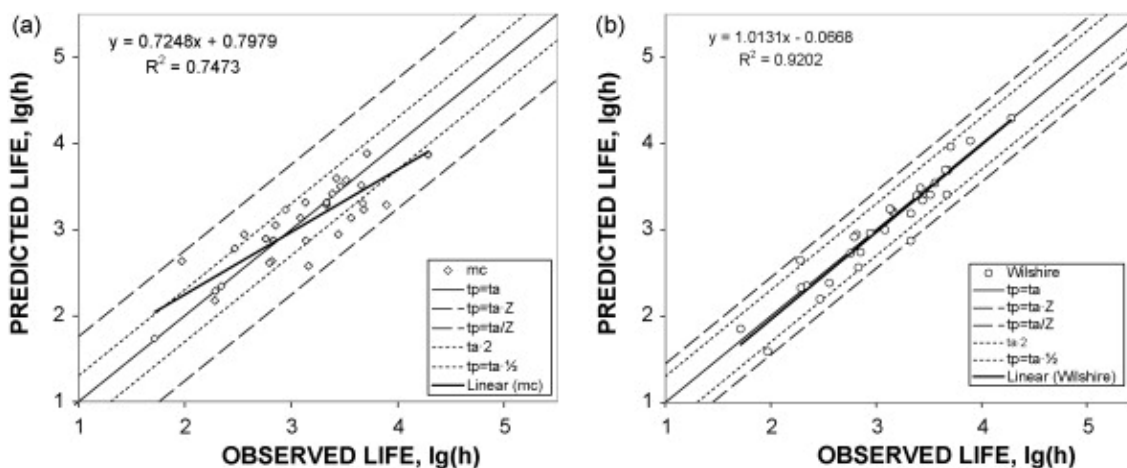 (a)
y = 0.7248x + 0.7979
R² = 0.7473
PREDICTED LIFE, lg(h)
5
4
3
2
1
mc
tp=ta
tp=ta·Z
tp=ta/Z
ta·2
tp=ta·½
Linear (mc)
1 2 3 4 5
OBSERVED LIFE, lg(h)
(b)
y = 1.0131x - 0.0668
R² = 0.9202
PREDICTED LIFE, lg(h)
5
4
3
2
1
Wilshire
tp=ta
tp=ta·Z
tp=ta/Z
ta·2
tp=ta·½
Linear (Wilshire)
1 2 3 4 5
OBSERVED LIFE, lg(h)